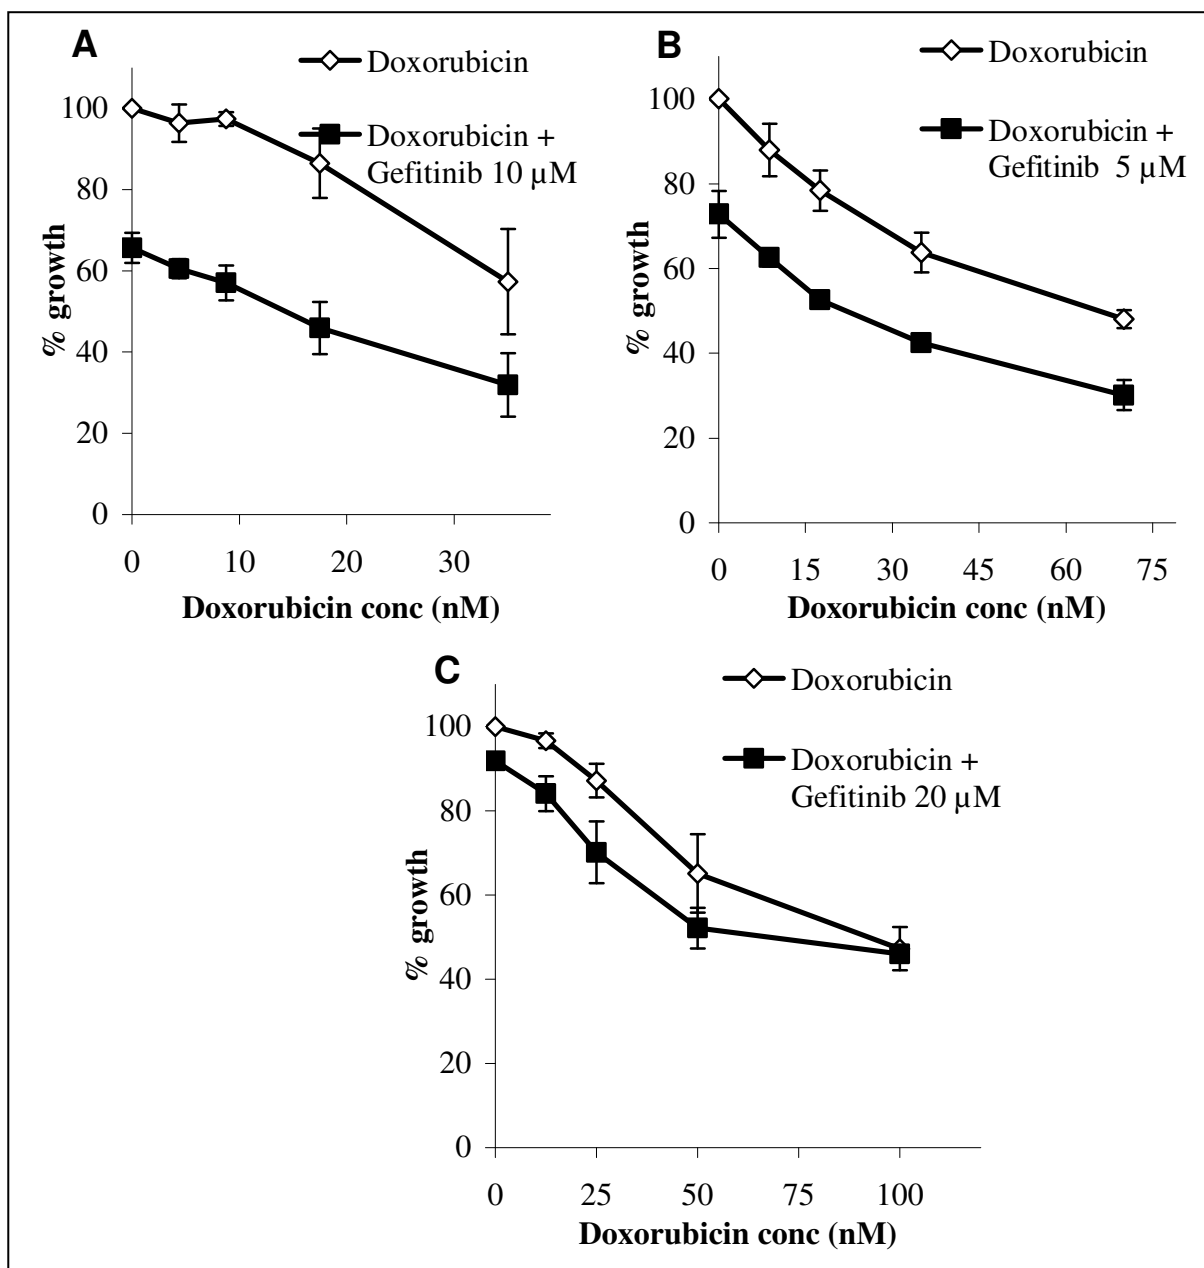 A
Doxorubicin
Doxorubicin +
Gefitinib 10 µM
100
80
60
40
20
0
% growth
0 10 20 30
Doxorubicin conc (nM)
B
Doxorubicin
Doxorubicin +
Gefitinib 5 µM
100
80
60
40
20
0
% growth
0 15 30 45 60 75
Doxorubicin conc (nM)
C
Doxorubicin
Doxorubicin +
Gefitinib 20 µM
100
80
60
40
20
0
% growth
0 25 50 75 100
Doxorubicin conc (nM)